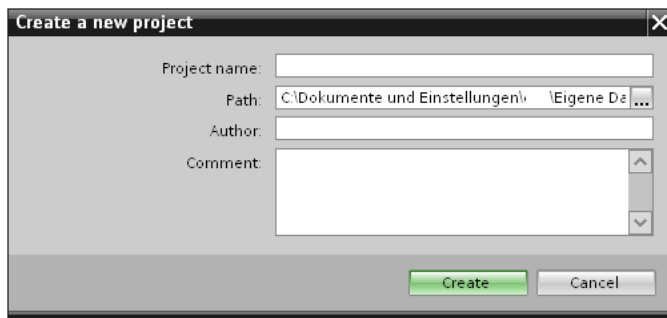 Create a new project
Project name:
Path: C:\Dokumente und Einstellungen\ \Eigene Da ...
Author:
Comment:
Create Cancel